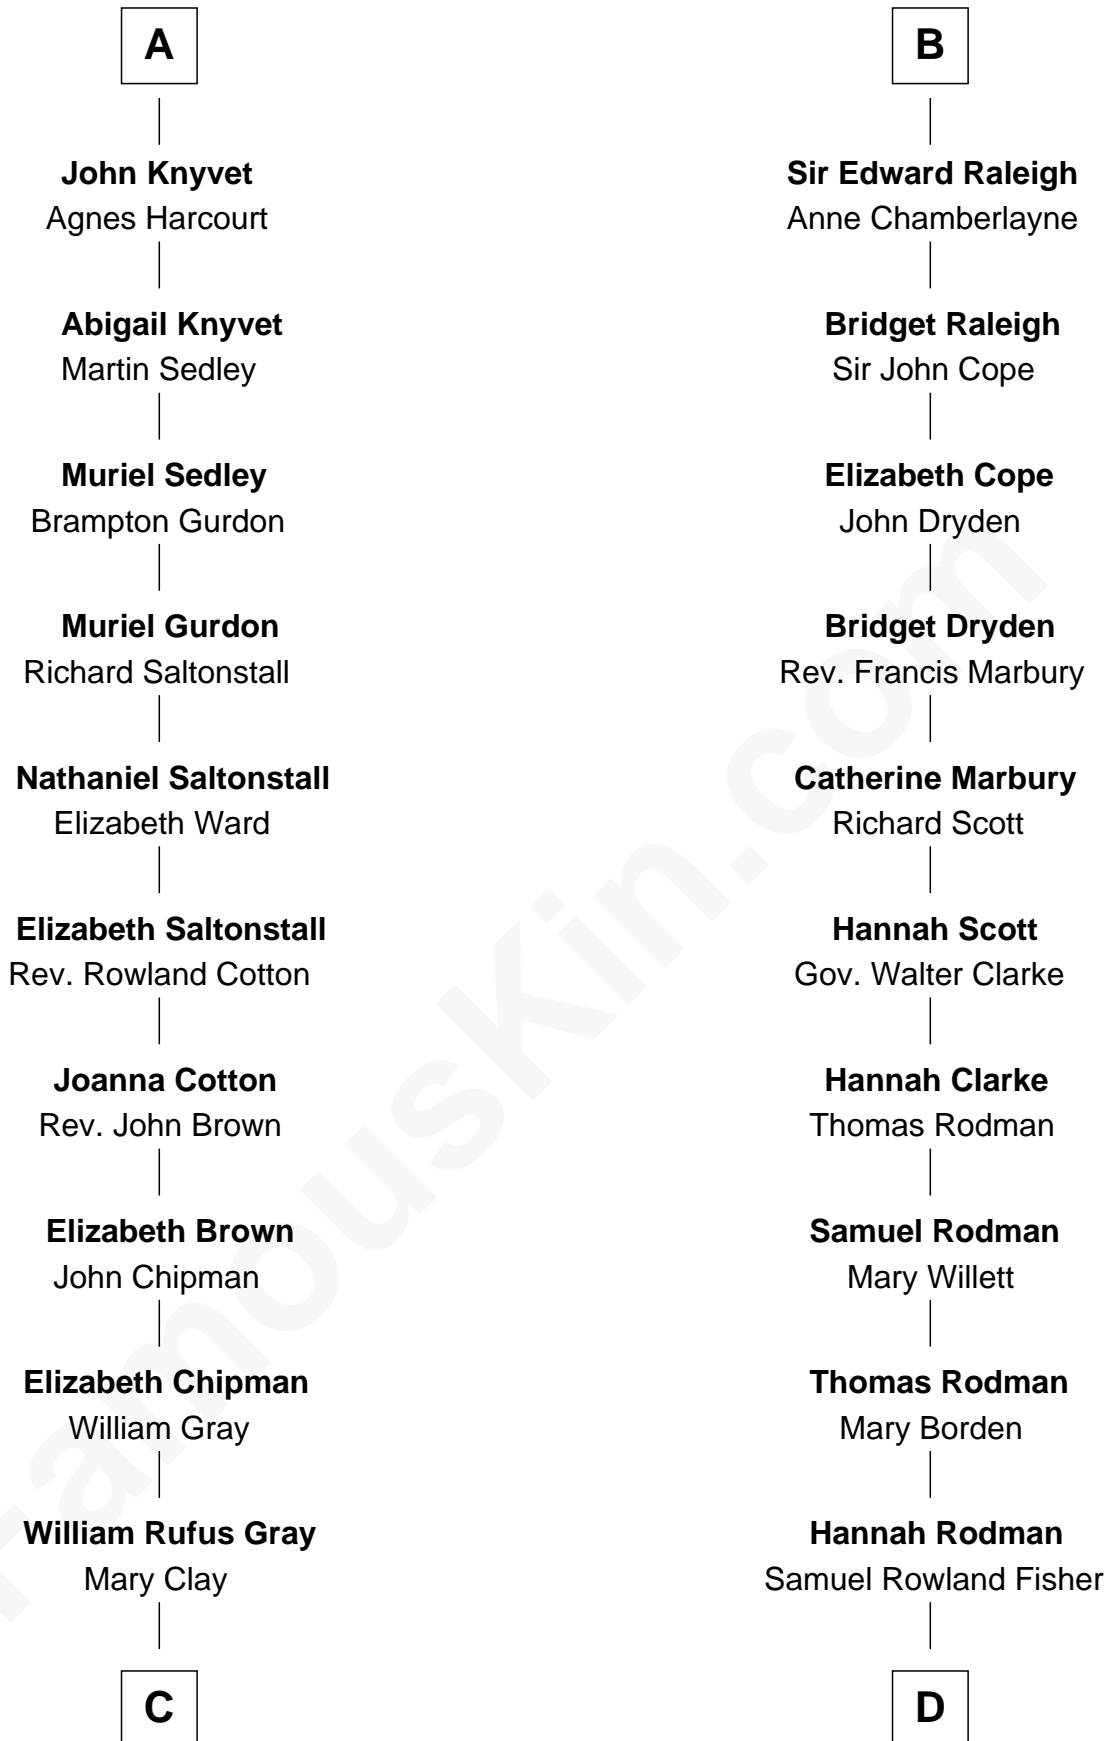 A
John Knyvet
Agnes Harcourt
Abigail Knyvet
Martin Sedley
Muriel Sedley
Brampton Gurdon
Muriel Gurdon
Richard Saltonstall
Nathaniel Saltonstall
Elizabeth Ward
Elizabeth Saltonstall
Rev. Rowland Cotton
Joanna Cotton
Rev. John Brown
Elizabeth Brown
John Chipman
Elizabeth Chipman
William Gray
William Rufus Gray
Mary Clay
C
B
Sir Edward Raleigh
Anne Chamberlayne
Bridget Raleigh
Sir John Cope
Elizabeth Cope
John Dryden
Bridget Dryden
Rev. Francis Marbury
Catherine Marbury
Richard Scott
Hannah Scott
Gov. Walter Clarke
Hannah Clarke
Thomas Rodman
Samuel Rodman
Mary Willett
Thomas Rodman
Mary Borden
Hannah Rodman
Samuel Rowland Fisher
D
FamousKin.com